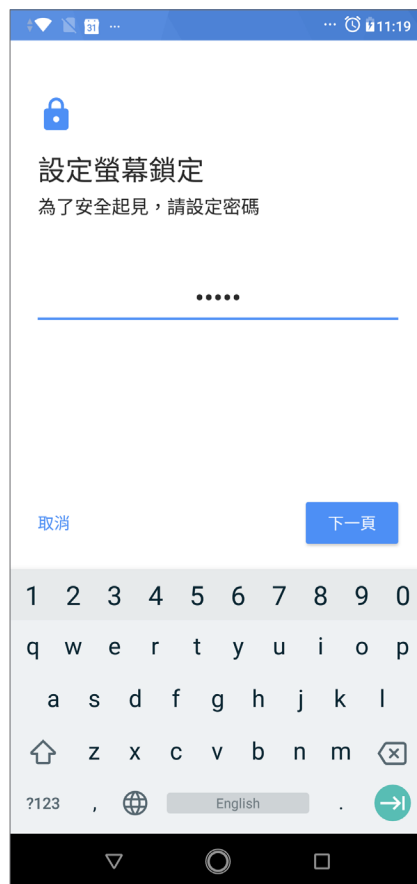 31 ... ... 11:19
設定螢幕鎖定
為了安全起見，請設定密碼
•••••
取消 下一頁
1 2 3 4 5 6 7 8 9 0
q w e r t y u i o p
a s d f g h j k l
z x c v b n m
?123 , English .